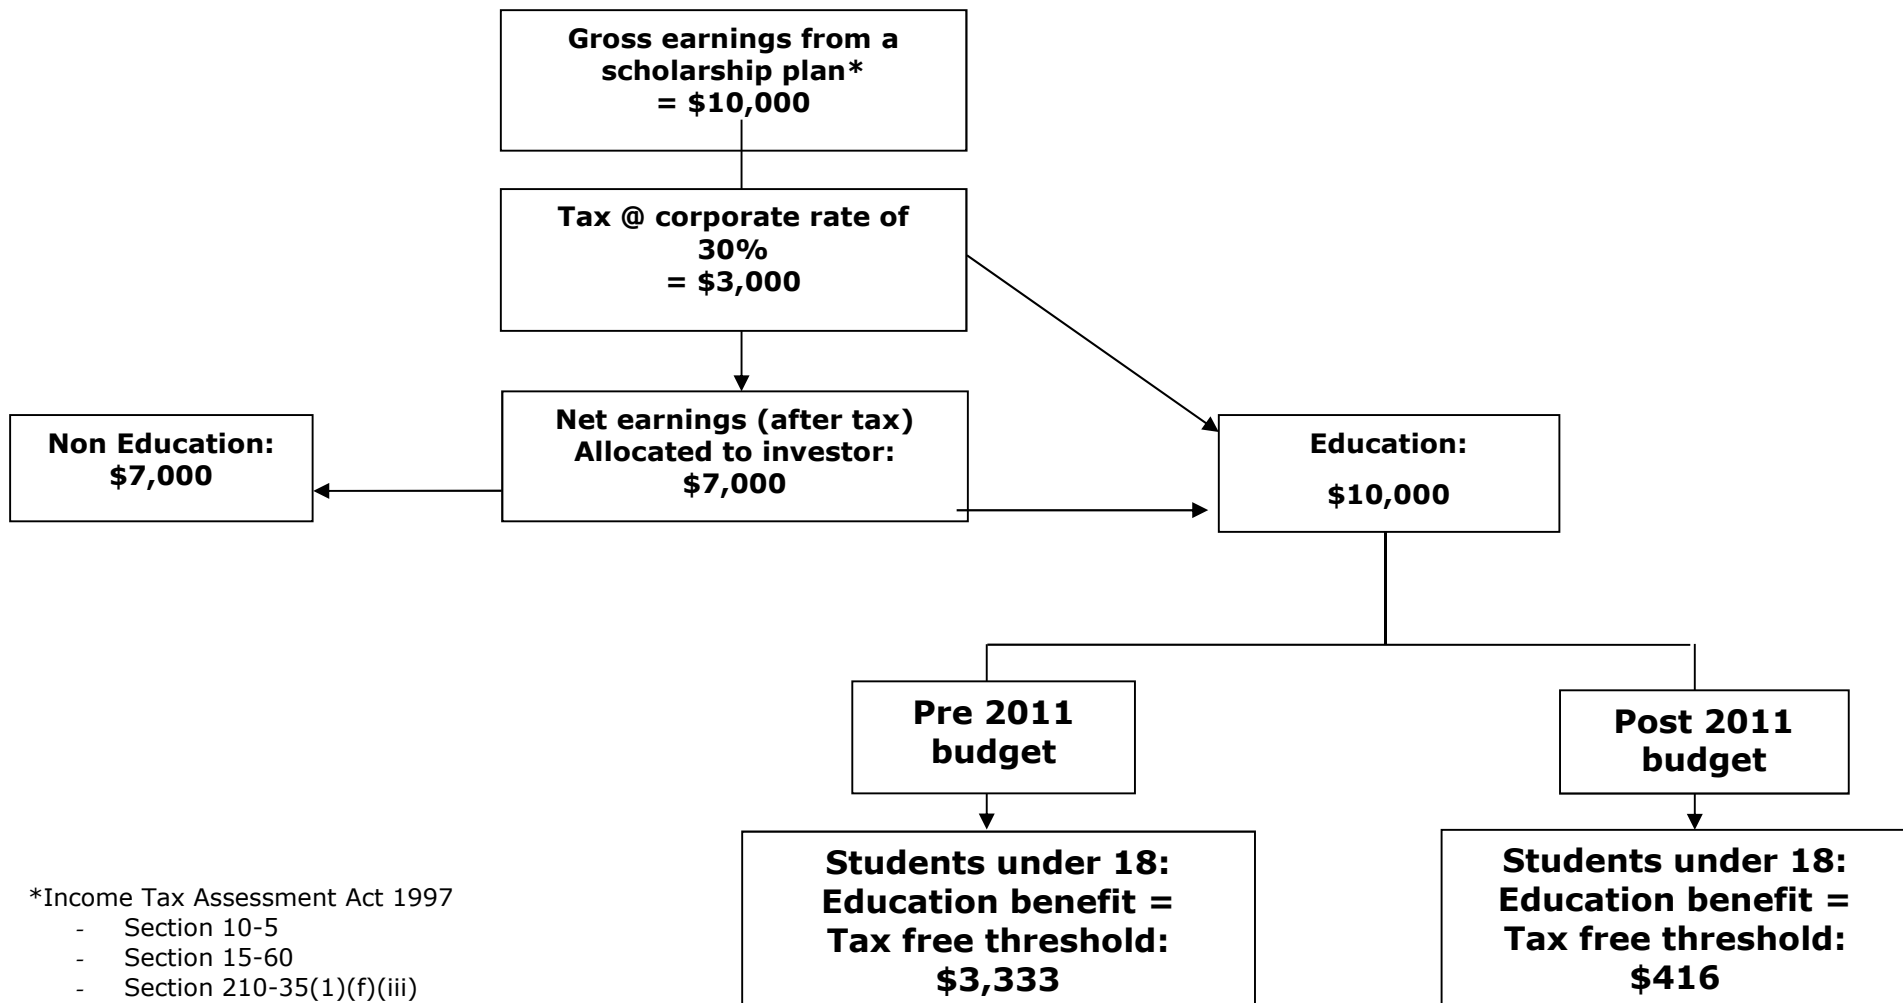 Gross earnings from a
scholarship plan*
= $10,000
Tax @ corporate rate of
30%
= $3,000
Net earnings (after tax)
Allocated to investor:
$7,000
Non Education:
$7,000
Education:
$10,000
Pre 2011
budget
Post 2011
budget
Students under 18:
Education benefit =
Tax free threshold:
$3,333
Students under 18:
Education benefit =
Tax free threshold:
$416
*Income Tax Assessment Act 1997
- Section 10-5
- Section 15-60
- Section 210-35(1)(f)(iii)